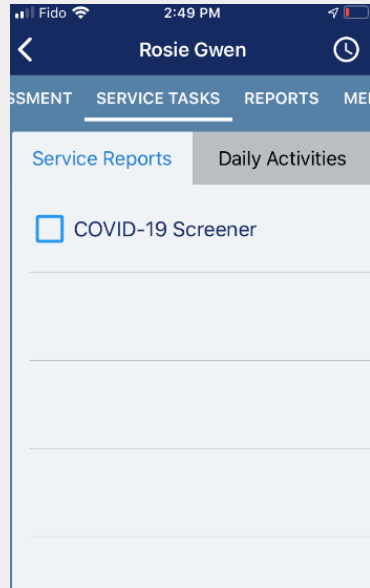 Fido 2:49 PM
Rosie Gwen
SSMENT SERVICE TASKS REPORTS ME
Service Reports Daily Activities
COVID-19 Screener